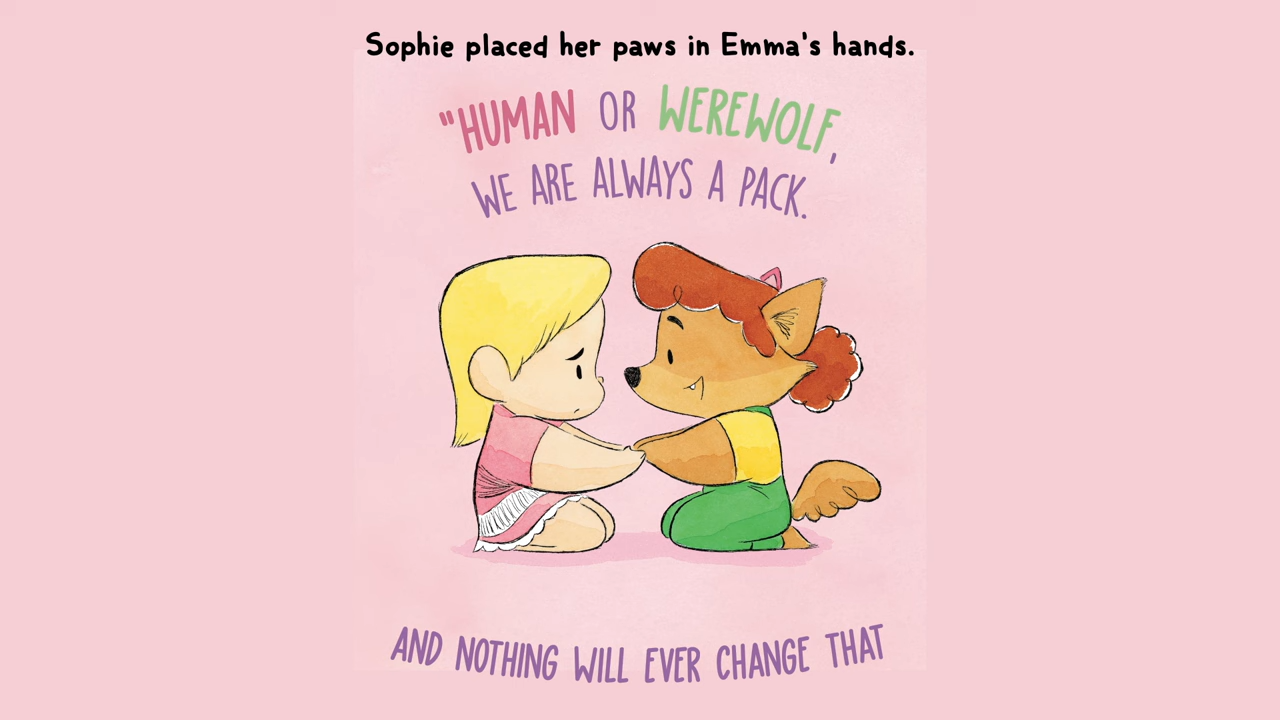 Sophie placed her paws in Emma's hands.
"HUMAN OR WEREWOLF,
WE ARE ALWAYS A PACK.
AND NOTHING WILL EVER CHANGE THAT